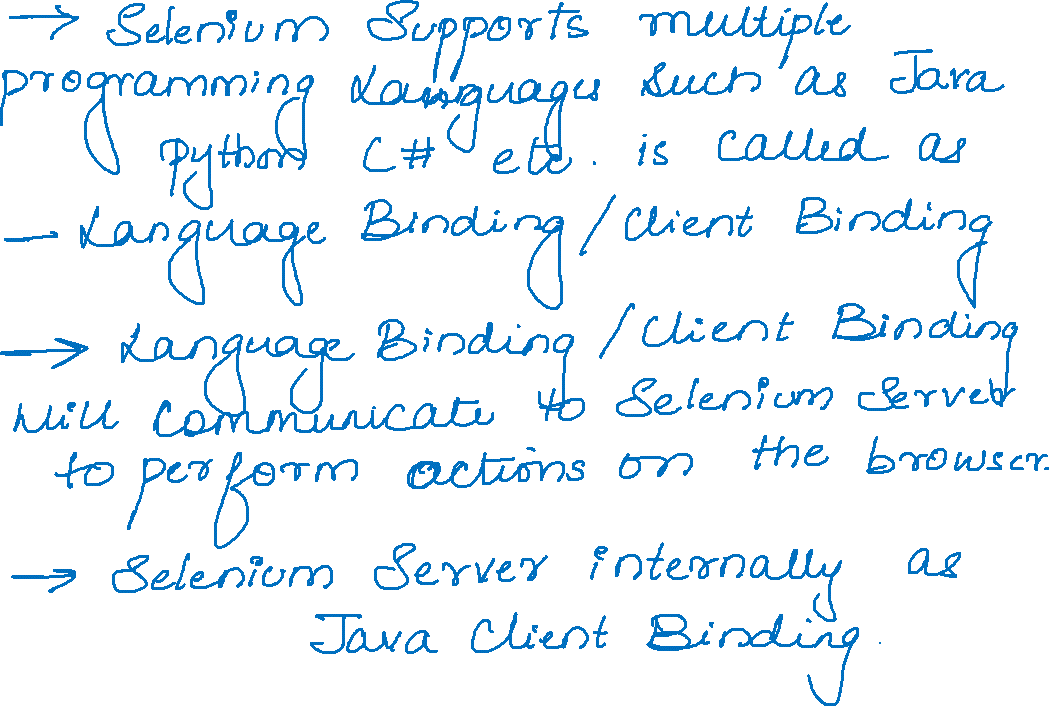 → Selenium Supports multiple
programming Languages such as Java
python C# etc. is called as
– Language Binding / Client Binding
→ Language Binding / Client Binding
will communicate to Selenium Server
to perform actions on the browser.
→ Selenium Server internally as
Java Client Binding.